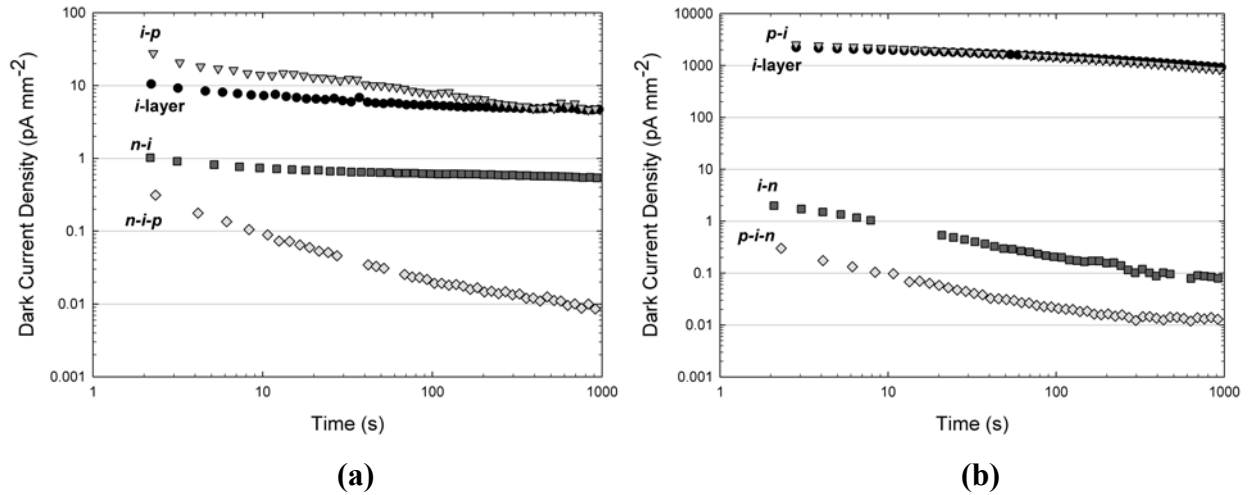 Dark Current Density (pA mm⁻²)
100
10
1
0.1
0.01
0.001
i-p
i-layer
n-i
n-i-p
1 10 100 1000
Time (s)
(a)
Dark Current Density (pA mm⁻²)
10000
1000
100
10
1
0.1
0.01
0.001
p-i
i-layer
i-n
p-i-n
1 10 100 1000
Time (s)
(b)